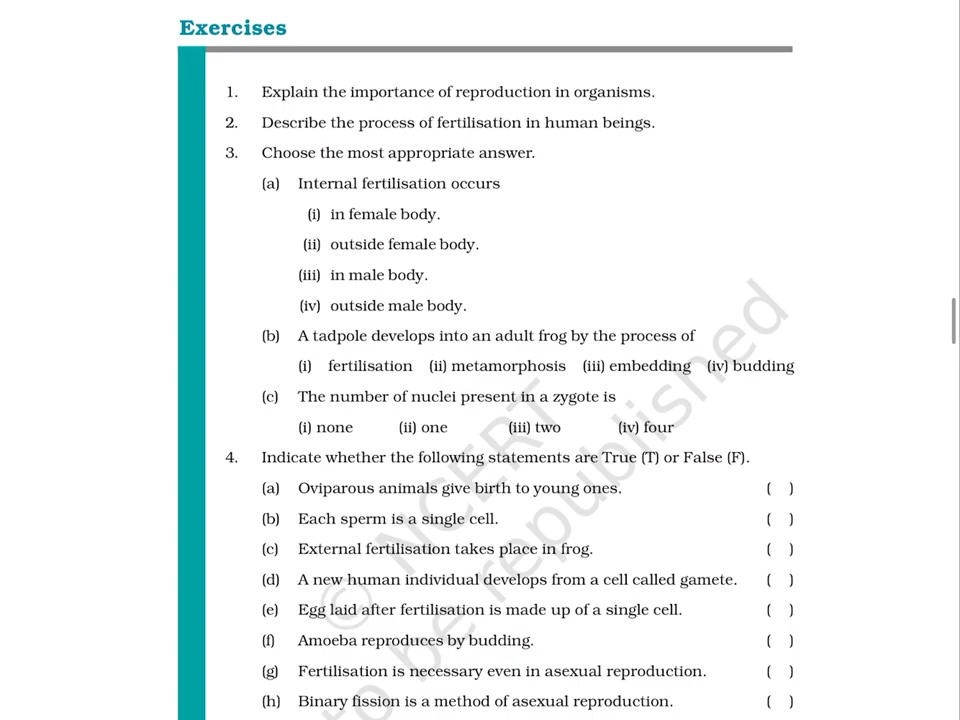 Exercises
1. Explain the importance of reproduction in organisms.
2. Describe the process of fertilisation in human beings.
3. Choose the most appropriate answer.
(a) Internal fertilisation occurs
(i) in female body.
(ii) outside female body.
(iii) in male body.
(iv) outside male body.
(b) A tadpole develops into an adult frog by the process of
(i) fertilisation (ii) metamorphosis (iii) embedding (iv) budding
(c) The number of nuclei present in a zygote is
(i) none (ii) one (iii) two (iv) four
4. Indicate whether the following statements are True (T) or False (F).
(a) Oviparous animals give birth to young ones. ( )
(b) Each sperm is a single cell. ( )
(c) External fertilisation takes place in frog. ( )
(d) A new human individual develops from a cell called gamete. ( )
(e) Egg laid after fertilisation is made up of a single cell. ( )
(f) Amoeba reproduces by budding. ( )
(g) Fertilisation is necessary even in asexual reproduction. ( )
(h) Binary fission is a method of asexual reproduction. ( )
© NCERT
to be republished